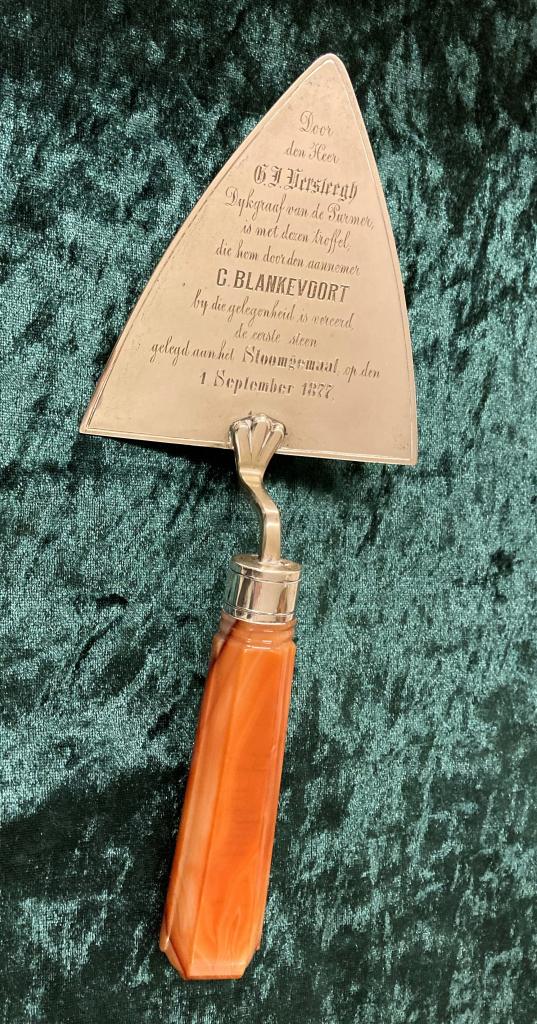 Door
den Heer
G.J. Versteegh
Dykgraaf van de Purmer,
is met dezen troffel,
die hem door den aannemer
C. BLANKEVOORT
by die gelegenheid is vereerd,
de eerste steen
gelegd aan het Stoomgemaal, op den
1 September 1877.